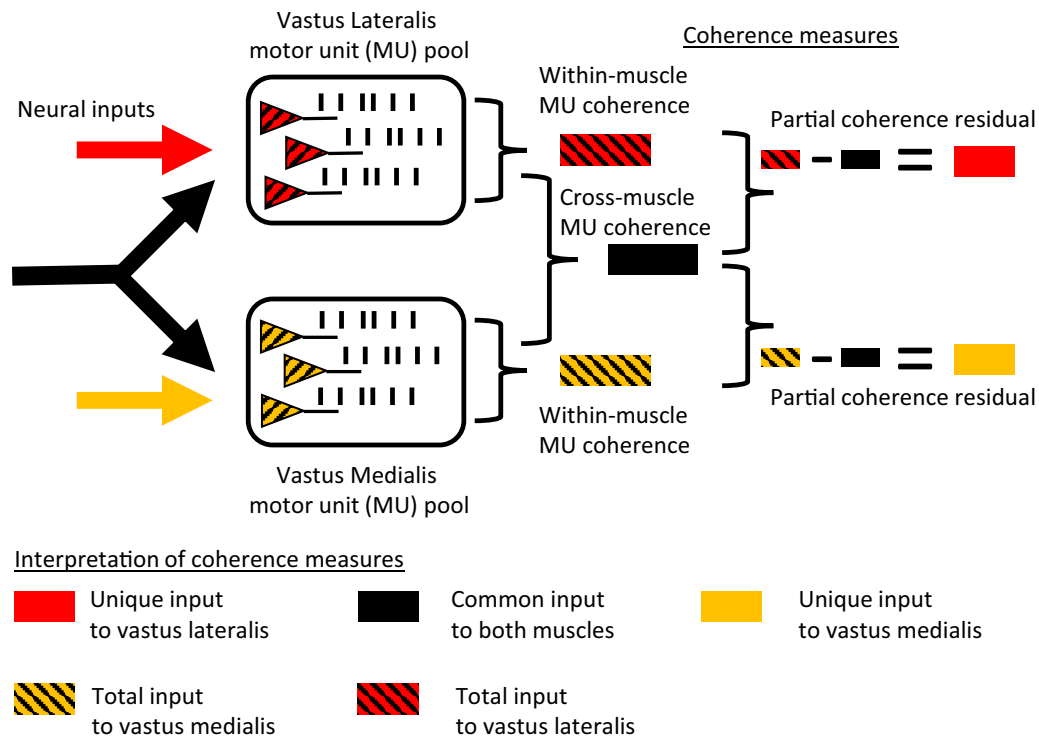 Vastus Lateralis
motor unit (MU) pool
Coherence measures
Neural inputs
Within-muscle
MU coherence
Partial coherence residual
Cross-muscle
MU coherence
Partial coherence residual
Within-muscle
MU coherence
Vastus Medialis
motor unit (MU) pool
Interpretation of coherence measures
Unique input
to vastus lateralis
Common input
to both muscles
Unique input
to vastus medialis
Total input
to vastus medialis
Total input
to vastus lateralis